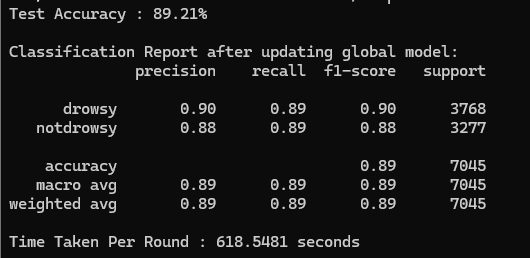 Test Accuracy : 89.21%
Classification Report after updating global model:
precision recall f1-score support
drowsy 0.90 0.89 0.90 3768
notdrowsy 0.88 0.89 0.88 3277
accuracy 0.89 7045
macro avg 0.89 0.89 0.89 7045
weighted avg 0.89 0.89 0.89 7045
Time Taken Per Round : 618.5481 seconds